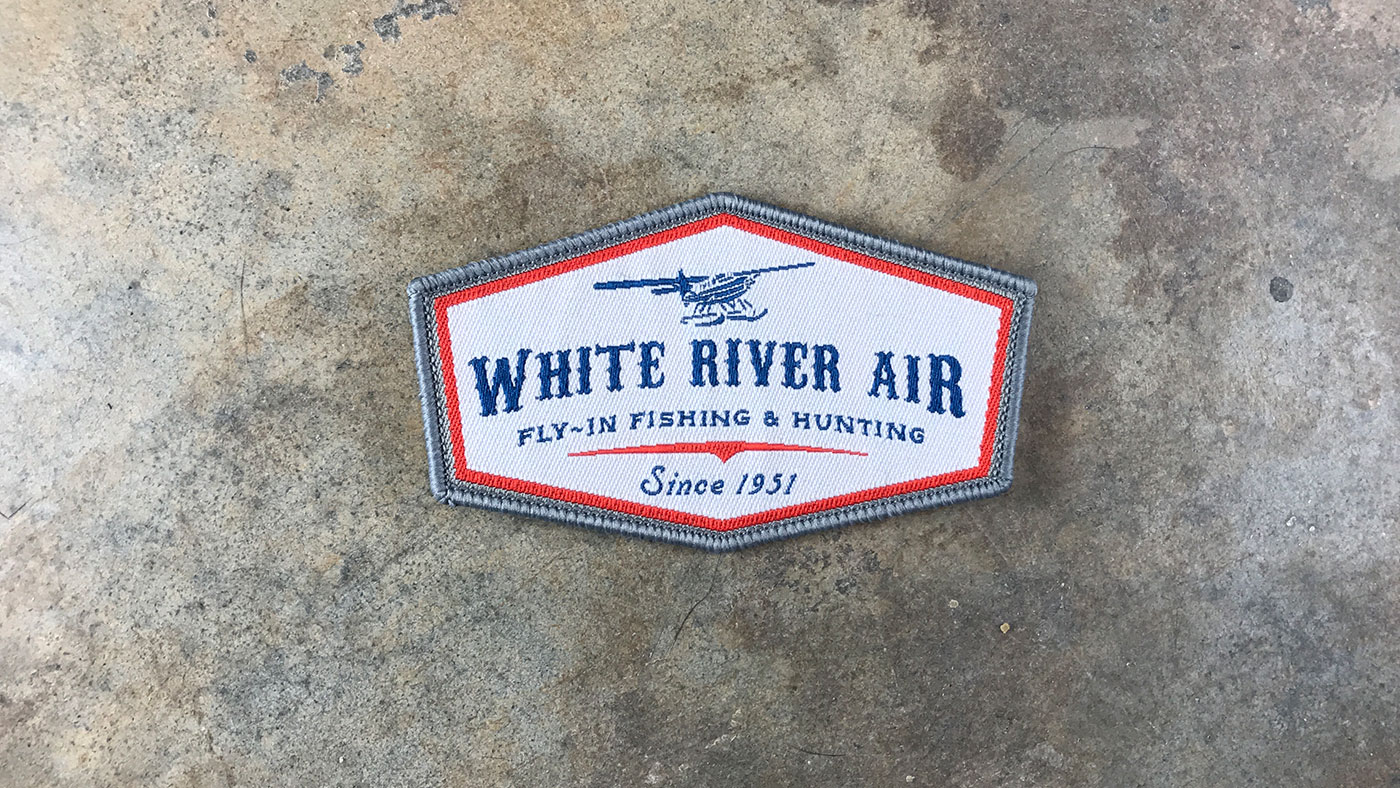 WHITE RIVER AIR
FLY~IN FISHING & HUNTING
Since 1951